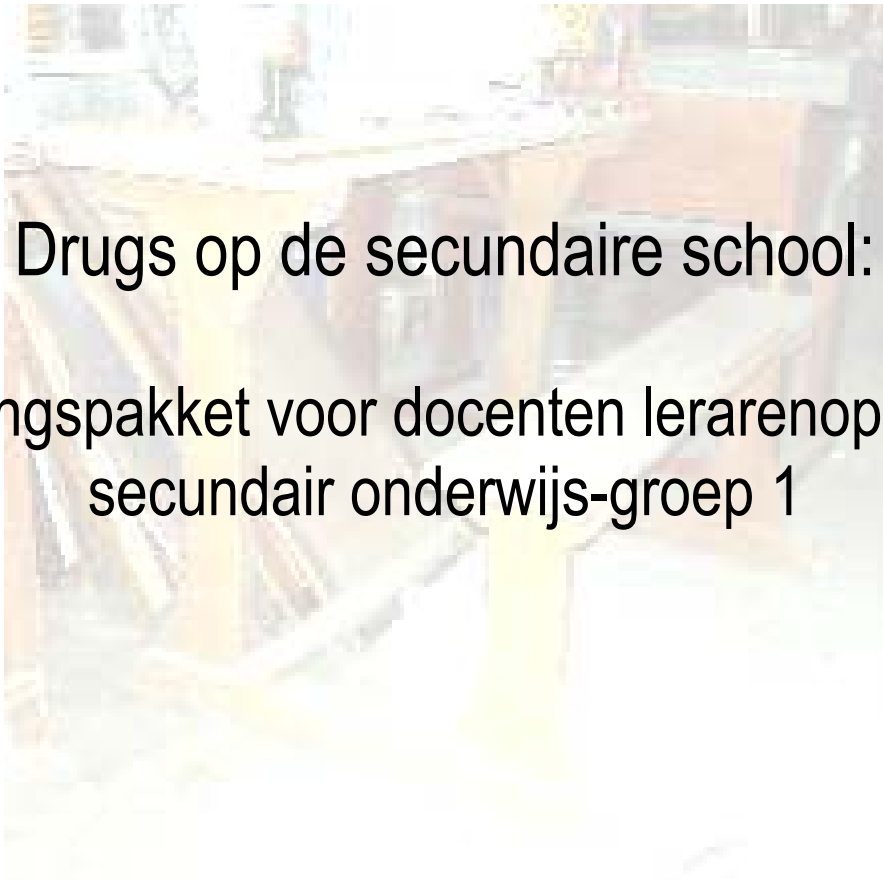 Drugs op de secundaire school:
ngspakket voor docenten lerarenop
secundair onderwijs-groep 1